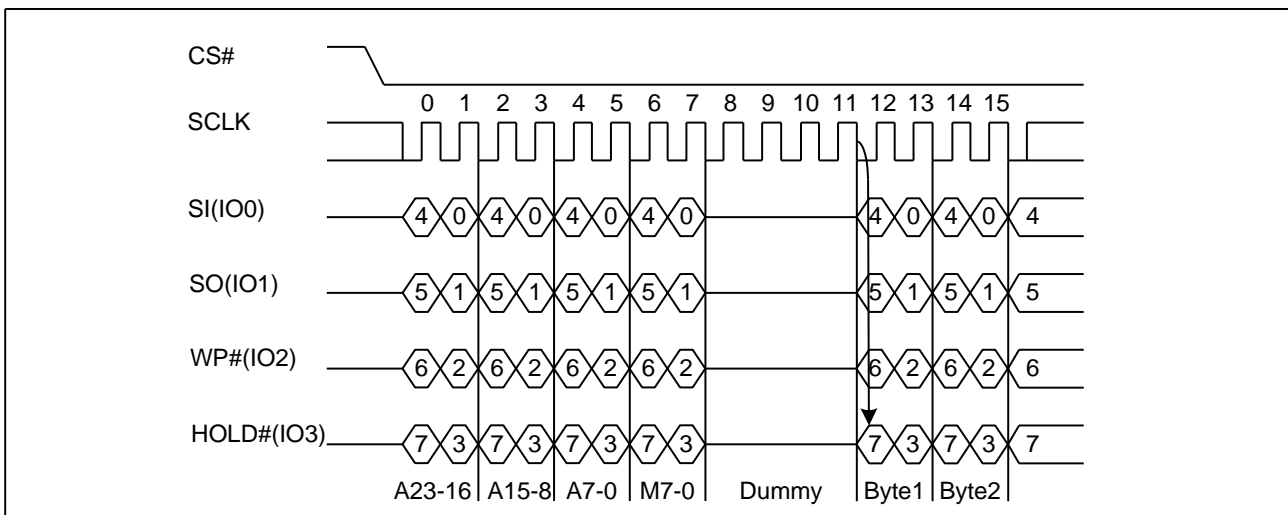 CS#
0 1 2 3 4 5 6 7 8 9 10 11 12 13 14 15
SCLK
SI(IO0) 4 0 4 0 4 0 4 0 4 0 4 0 4
SO(IO1) 5 1 5 1 5 1 5 1 5 1 5 1 5
WP#(IO2) 6 2 6 2 6 2 6 2 6 2 6 2 6
HOLD#(IO3) 7 3 7 3 7 3 7 3 7 3 7 3 7
A23-16 A15-8 A7-0 M7-0 Dummy Byte1 Byte2